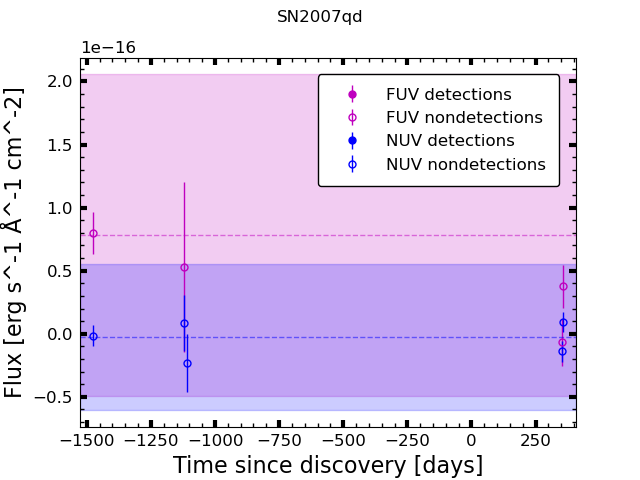 SN2007qd
1e−16
2.0
1.5
1.0
0.5
0.0
−0.5
Flux [erg s^-1 Å^-1 cm^-2]
FUV detections
FUV nondetections
NUV detections
NUV nondetections
−1500 −1250 −1000 −750 −500 −250 0 250
Time since discovery [days]